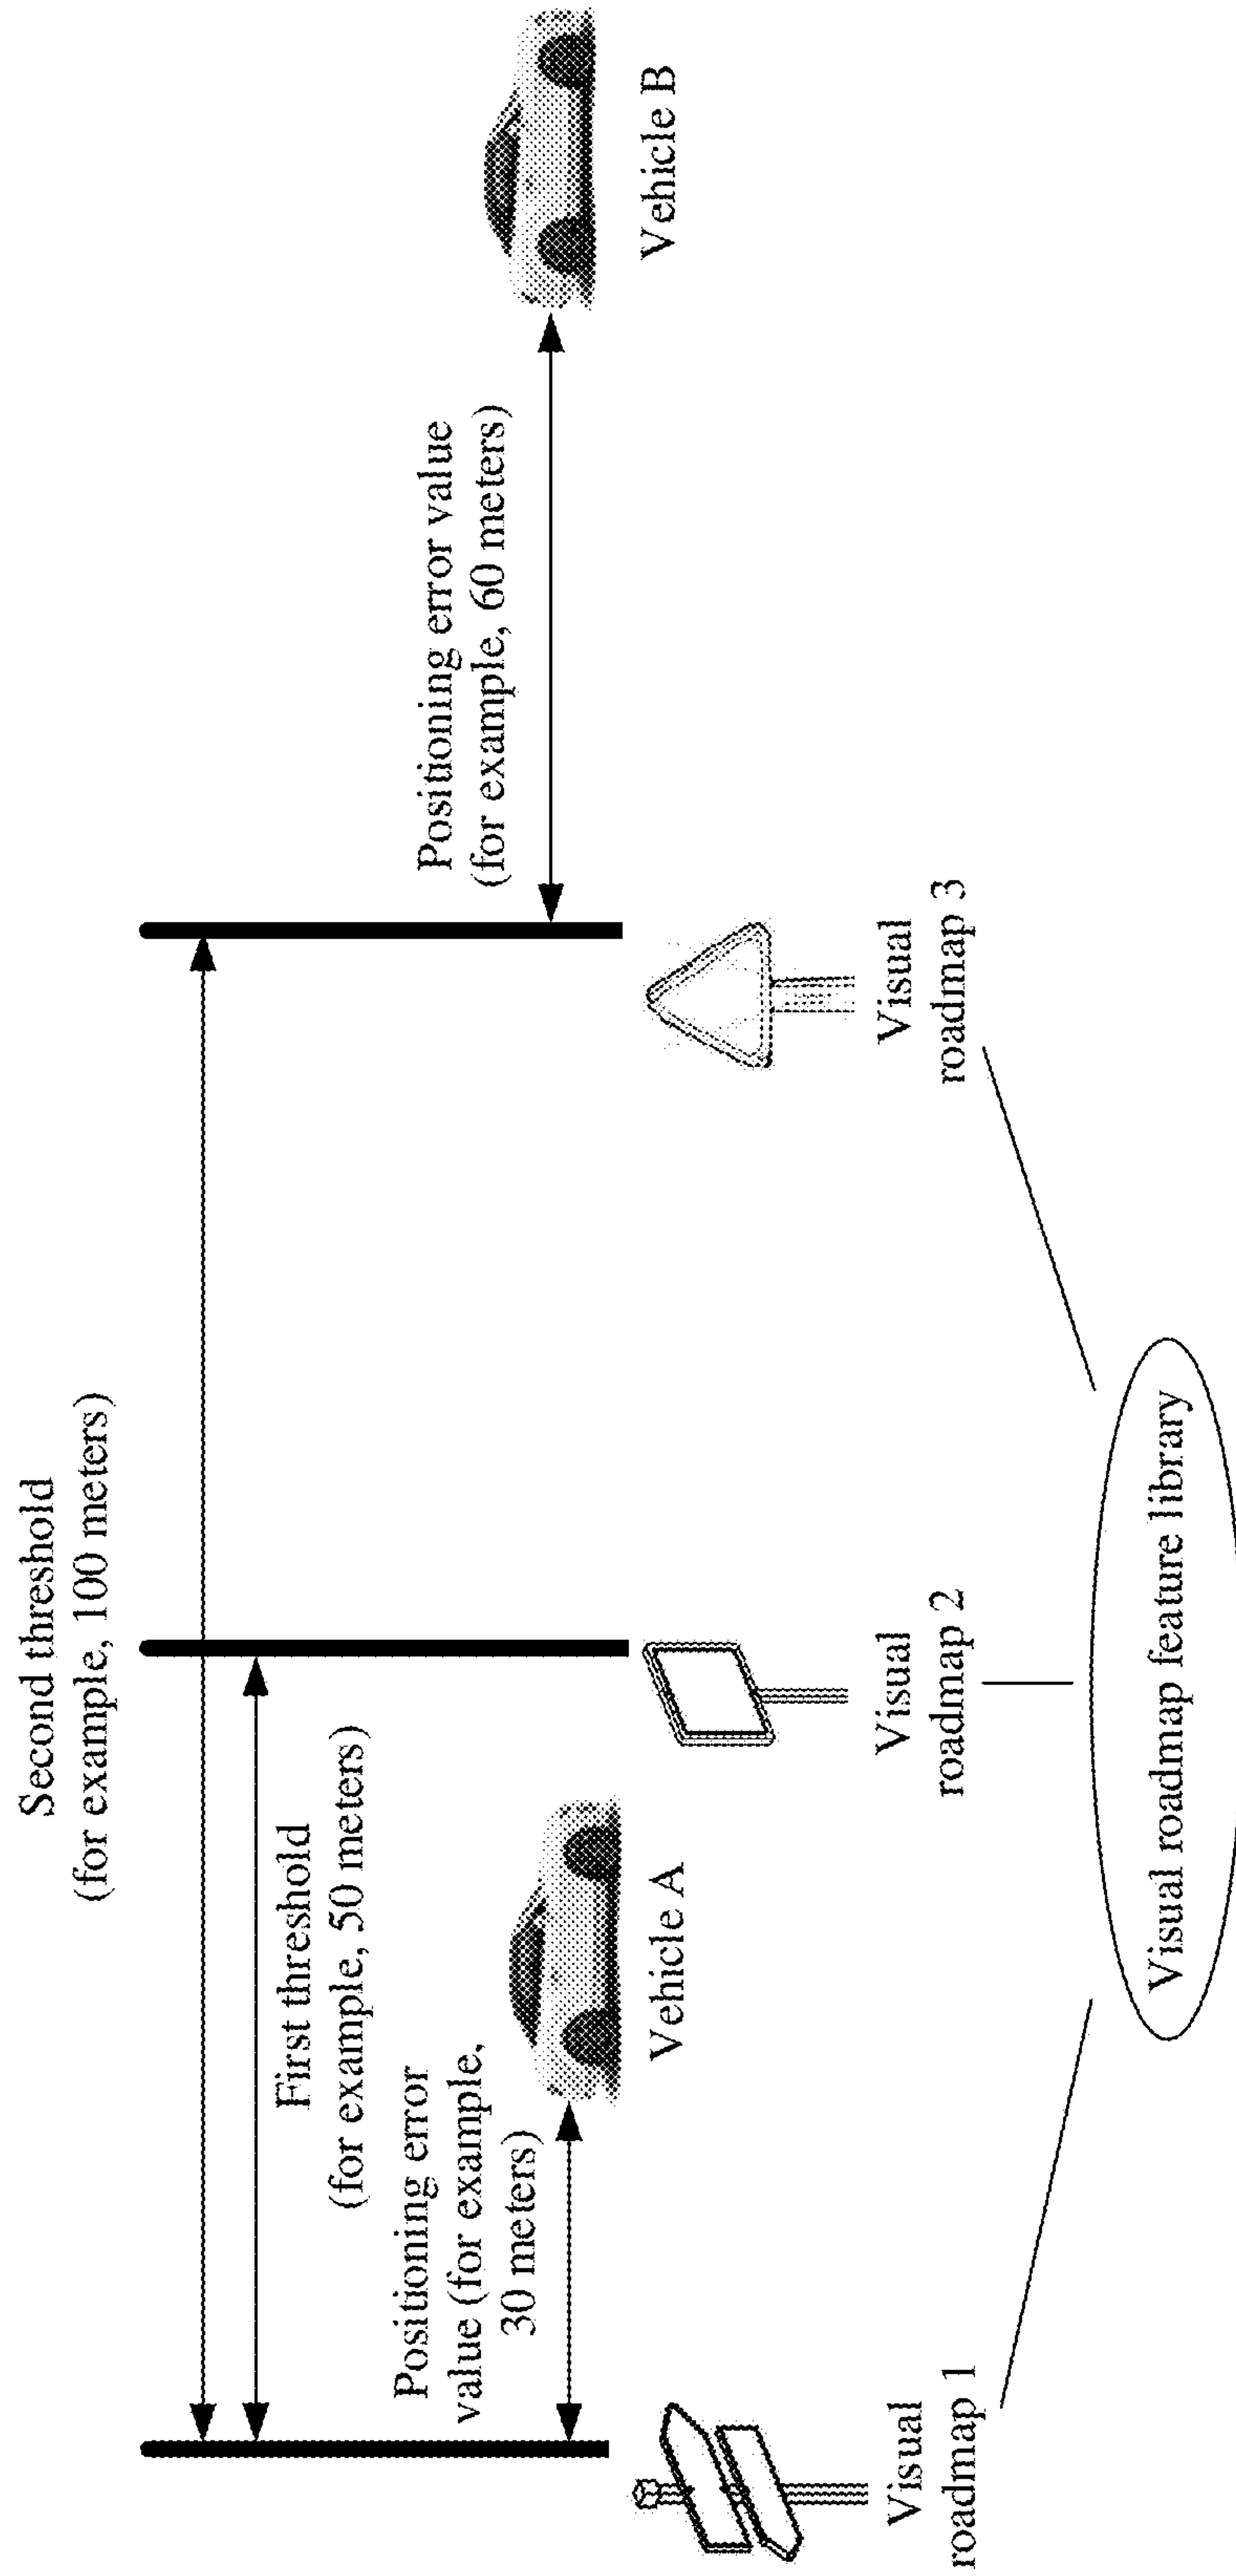 Second threshold
(for example, 100 meters)
First threshold
(for example, 50 meters)
Positioning error
value (for example,
30 meters)
Vehicle A
Positioning error value
(for example, 60 meters)
Vehicle B
Visual
roadmap 1
Visual
roadmap 2
Visual
roadmap 3
Visual roadmap feature library